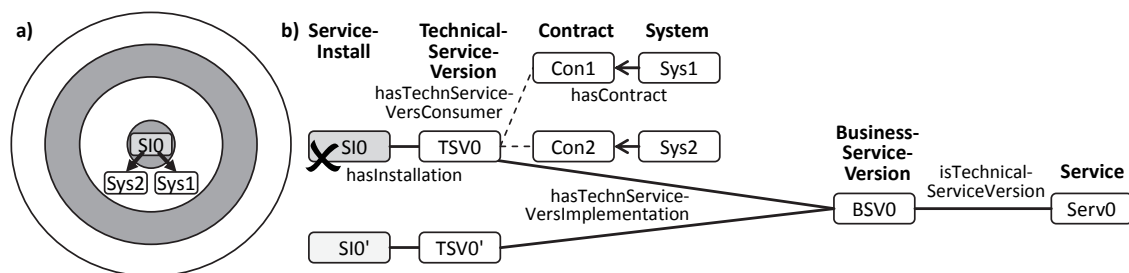 a)
SI0
Sys2
Sys1
b)
Service-
Install
Technical-
Service-
Version
Contract
System
Con1
Sys1
hasTechnService-
VersConsumer
hasContract
SI0
TSV0
Con2
Sys2
hasInstallation
Business-
Service-
Version
isTechnical-
ServiceVersion
Service
hasTechnService-
VersImplementation
BSV0
Serv0
SI0'
TSV0'